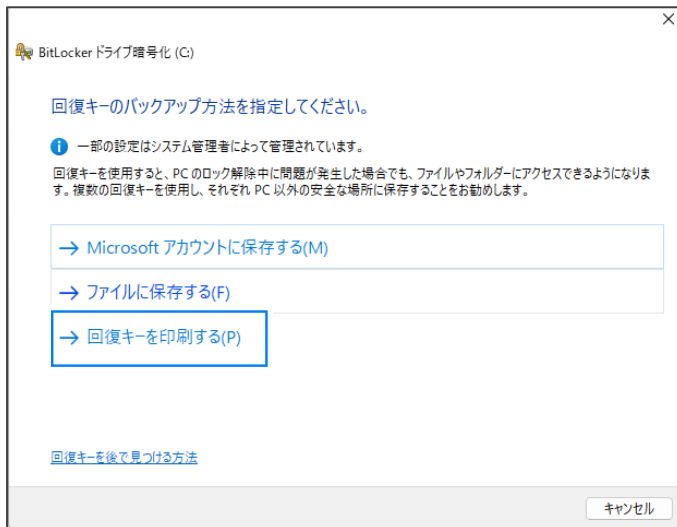 BitLocker ドライブ暗号化 (C:)
回復キーのバックアップ方法を指定してください。
一部の設定はシステム管理者によって管理されています。
回復キーを使用すると、PC のロック解除中に問題が発生した場合でも、ファイルやフォルダーにアクセスできるようになりま
す。複数の回復キーを使用し、それぞれ PC 以外の安全な場所に保存することをお勧めします。
→ Microsoft アカウントに保存する(M)
→ ファイルに保存する(F)
→ 回復キーを印刷する(P)
回復キーを後で見つける方法
キャンセル